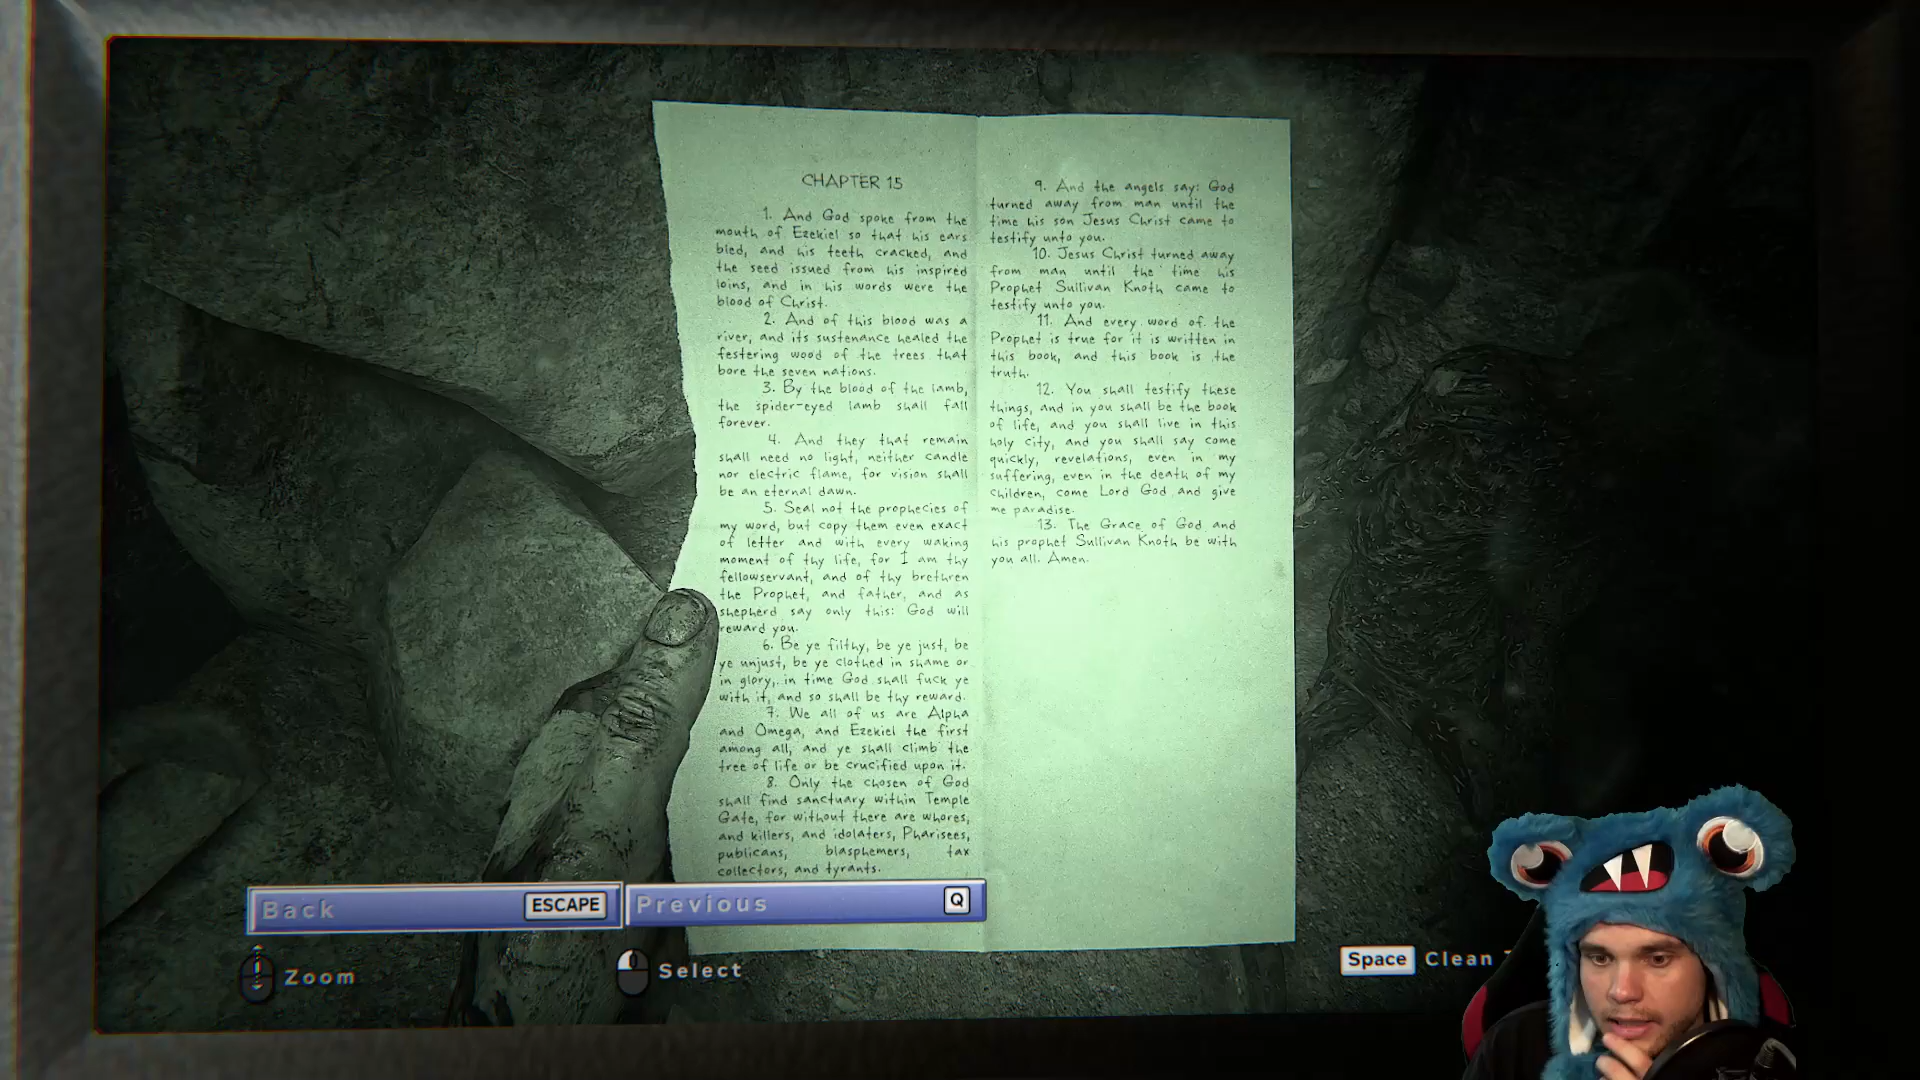 CHAPTER 15
1. And God spoke from the
mouth of Ezekiel so that his ears
bled, and his teeth cracked, and
the seed issued from his inspired
loins, and in his words were the
blood of Christ.
2. And of this blood was a
river, and its sustenance healed the
festering wood of the trees that
bore the seven nations.
3. By the blood of the lamb,
the spider-eyed lamb shall fall
forever.
4. And they that remain
shall need no light, neither candle
nor electric flame, for vision shall
be an eternal dawn.
5. Seal not the prophecies of
my word, but copy them even exact
of letter and with every waking
moment of thy life, for I am thy
fellowservant, and of thy brethren
the Prophet, and father, and as
shepherd say only this: God will
reward you.
6. Be ye filthy, be ye just, be
ye unjust, be ye clothed in shame or
in glory, in time God shall fuck ye
with it, and so shall be thy reward.
7. We all of us are Alpha
and Omega, and Ezekiel the first
among all, and ye shall climb the
tree of life or be crucified upon it.
8. Only the chosen of God
shall find sanctuary within Temple
Gate, for without there are whores,
and killers, and idolaters, Pharisees,
publicans, blasphemers, tax
collectors, and tyrants.
9. And the angels say: God
turned away from man until the
time his son Jesus Christ came to
testify unto you.
10. Jesus Christ turned away
from man until the time his
Prophet Sullivan Knoth came to
testify unto you.
11. And every word of the
Prophet is true for it is written in
this book, and this book is the
truth.
12. You shall testify these
things, and in you shall be the book
of life, and you shall live in this
holy city, and you shall say come
quickly, revelations, even in my
suffering, even in the death of my
children, come Lord God and give
me paradise.
13. The Grace of God and
his prophet Sullivan Knoth be with
you all. Amen.
Back ESCAPE
Previous Q
Zoom
Select
Space Clean